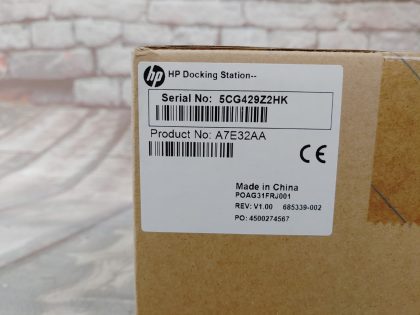 hp HP Docking Station--
Serial No: 5CG429Z2HK
Product No: A7E32AA
CE
Made in China
POAG31FRJ001
REV: V1.00 685339-002
PO: 4500274567